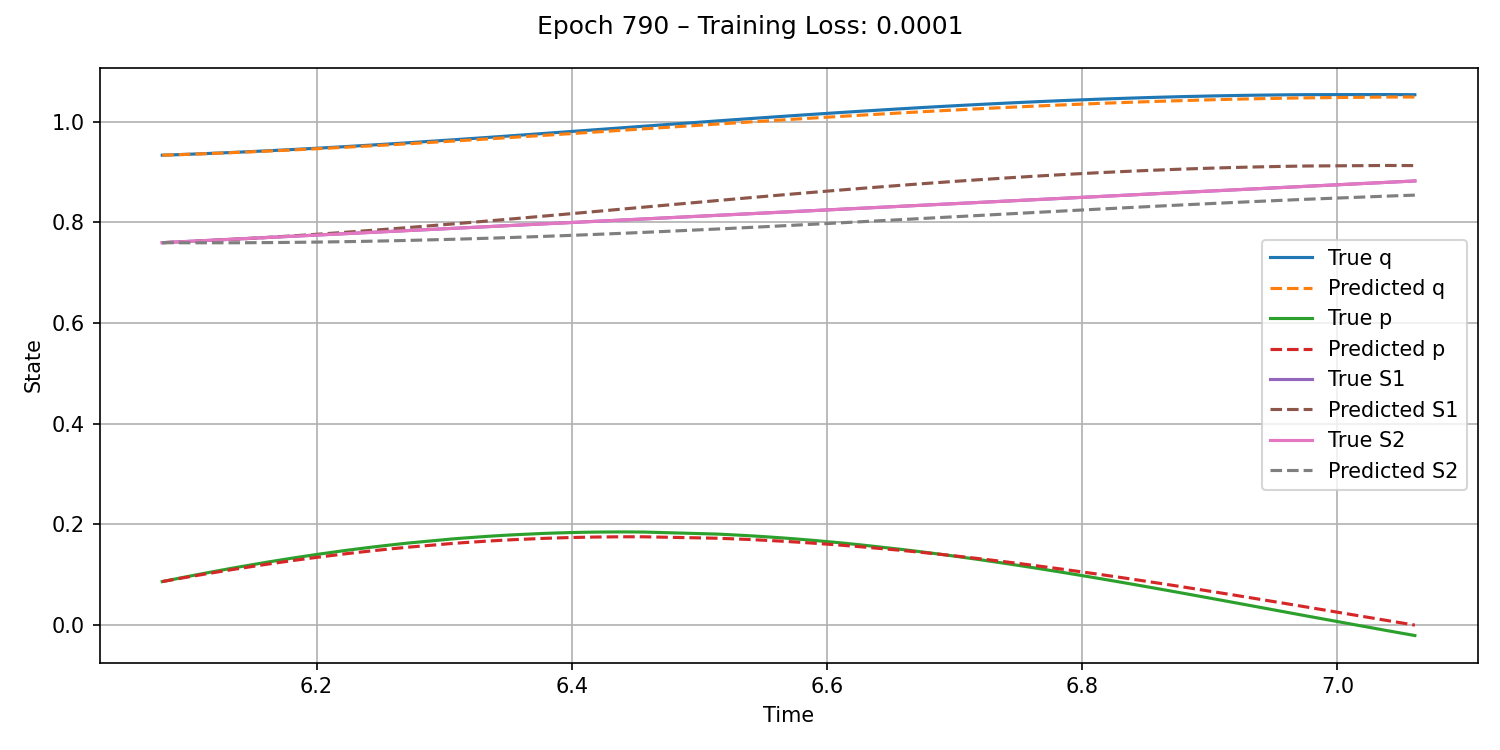 Epoch 790 – Training Loss: 0.0001
1.0
0.8
0.6
0.4
0.2
0.0
State
True q
Predicted q
True p
Predicted p
True S1
Predicted S1
True S2
Predicted S2
6.2 6.4 6.6 6.8 7.0
Time